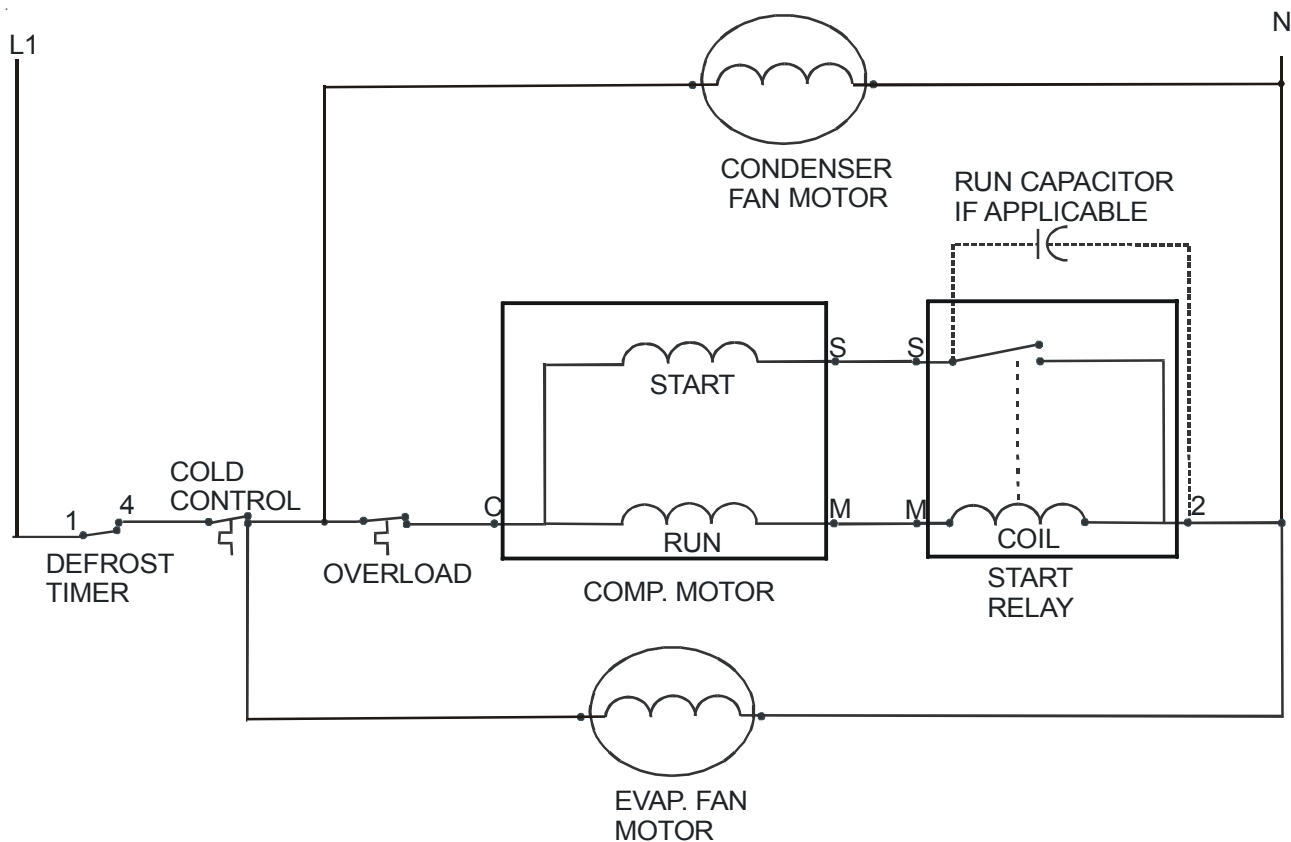 L1
N
CONDENSER
FAN MOTOR
RUN CAPACITOR
IF APPLICABLE
S
S
START
COLD
CONTROL
1
4
C
M
M
2
RUN
COIL
DEFROST
TIMER
OVERLOAD
COMP. MOTOR
START
RELAY
EVAP. FAN
MOTOR